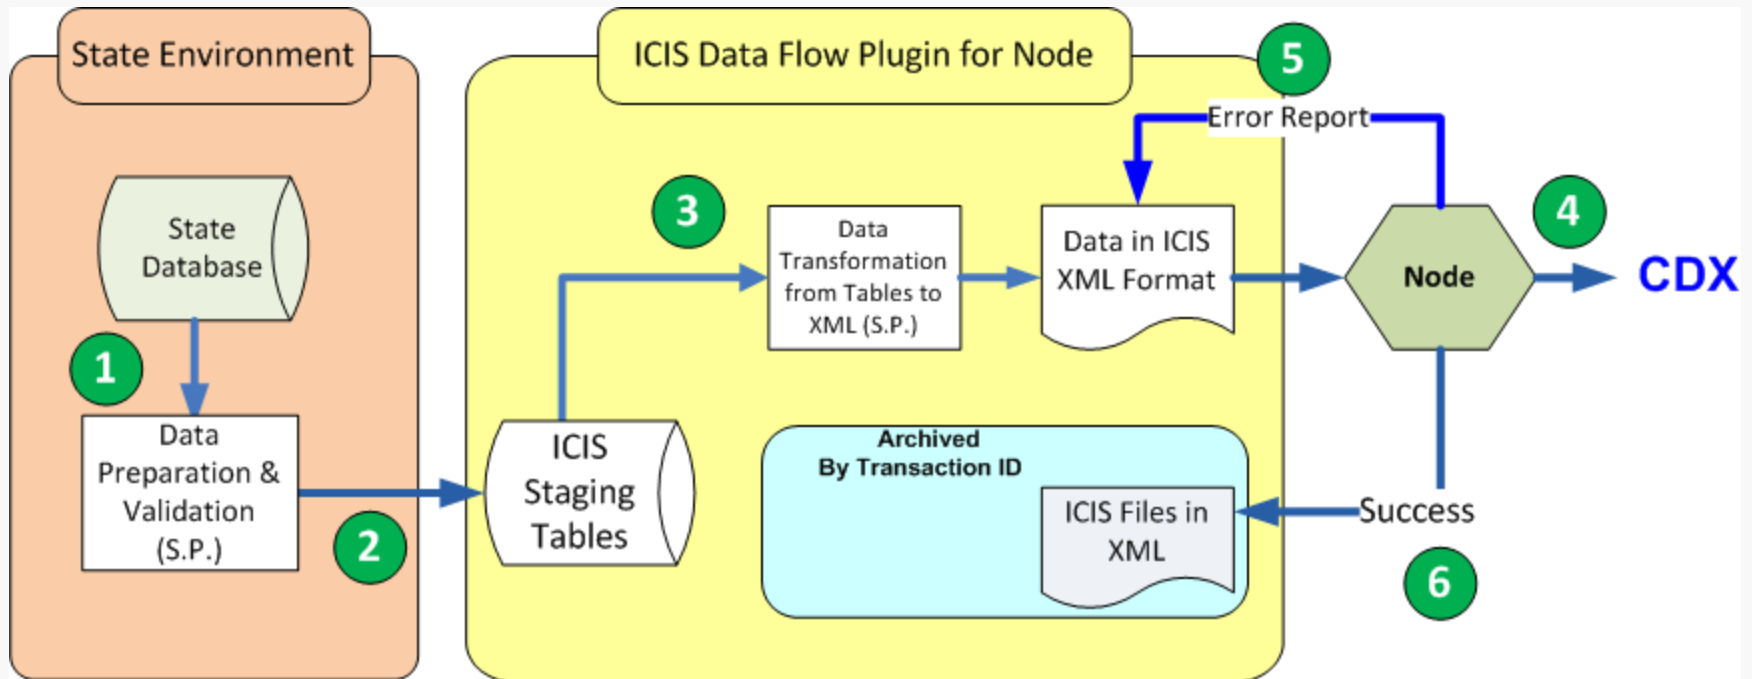 State Environment
ICIS Data Flow Plugin for Node
5
Error Report
State
Database
3
Data
Transformation
from Tables to
XML (S.P.)
Data in ICIS
XML Format
Node
4
CDX
1
Data
Preparation &
Validation
(S.P.)
2
ICIS
Staging
Tables
Archived
By Transaction ID
ICIS Files in
XML
Success
6